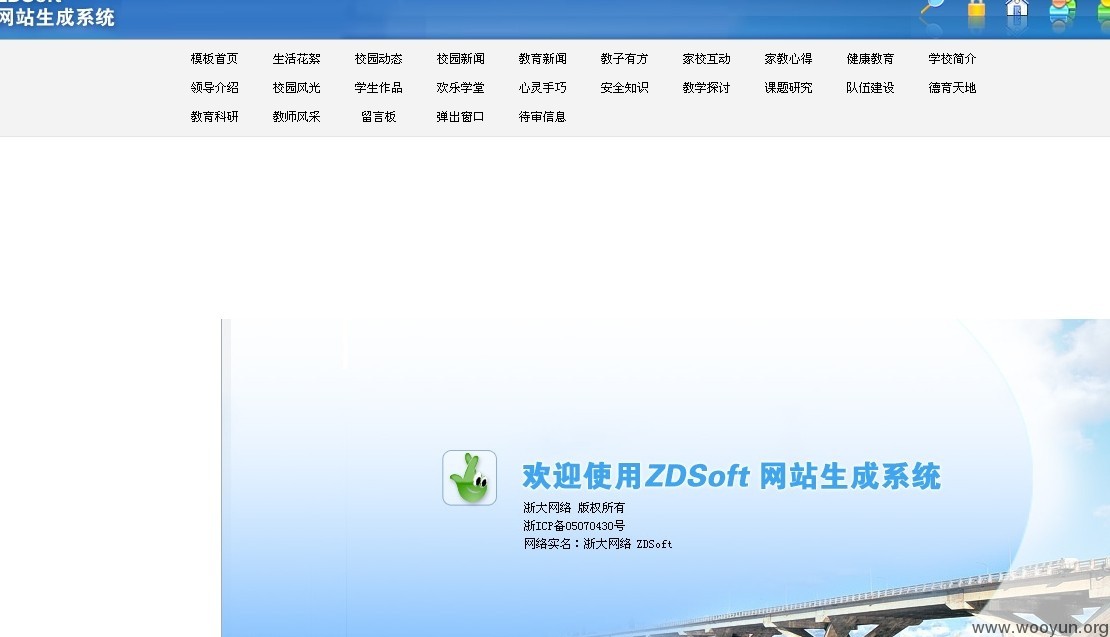 网站生成系统
模板首页 生活花絮 校园动态 校园新闻 教育新闻 教子有方 家校互动 家教心得 健康教育 学校简介
领导介绍 校园风光 学生作品 欢乐学堂 心灵手巧 安全知识 教学探讨 课题研究 队伍建设 德育天地
教育科研 教师风采 留言板 弹出窗口 待审信息
欢迎使用ZDSoft 网站生成系统
浙大网络 版权所有
浙ICP备05070430号
网络实名：浙大网络 ZDSoft
www.wooyun.org